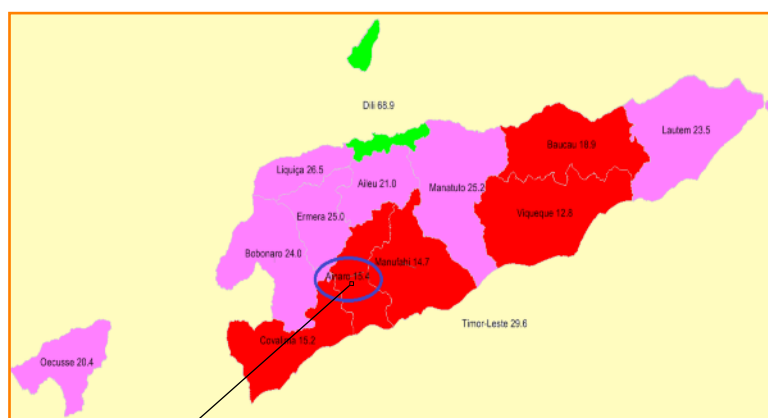 Dili 68.9
Lautem 23.5
Baucau 18.9
Liquiça 26.5
Aileu 21.0
Manatuto 25.2
Ermera 25.0
Viqueque 12.8
Bobonaro 24.0
Manufahi 14.7
Ainaro 15.4
Timor-Leste 29.6
Covalima 16.2
Oecusse 20.4